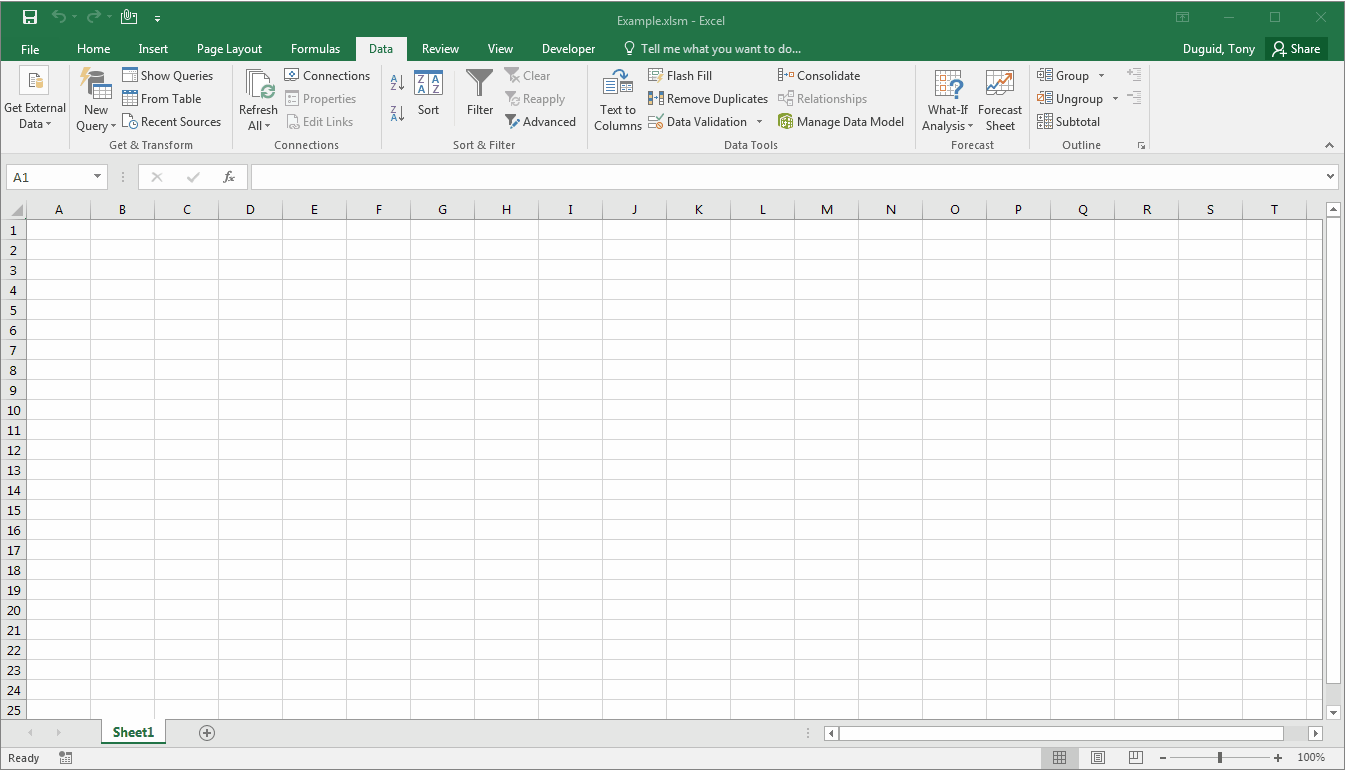 Example.xlsm - Excel
File Home Insert Page Layout Formulas Data Review View Developer Tell me what you want to do... Duguid, Tony Share
Get External Data
New Query
Show Queries
From Table
Recent Sources
Get & Transform
Refresh All
Connections
Properties
Edit Links
Connections
A Z
Z A
Z A A Z
Sort
Filter
Clear
Reapply
Advanced
Sort & Filter
Text to Columns
Flash Fill
Remove Duplicates
Data Validation
Consolidate
Relationships
Manage Data Model
Data Tools
What-If Analysis
Forecast Sheet
Forecast
Group
Ungroup
Subtotal
Outline
A1 fx
A B C D E F G H I J K L M N O P Q R S T
1
2
3
4
5
6
7
8
9
10
11
12
13
14
15
16
17
18
19
20
21
22
23
24
25
Sheet1
Ready 100%